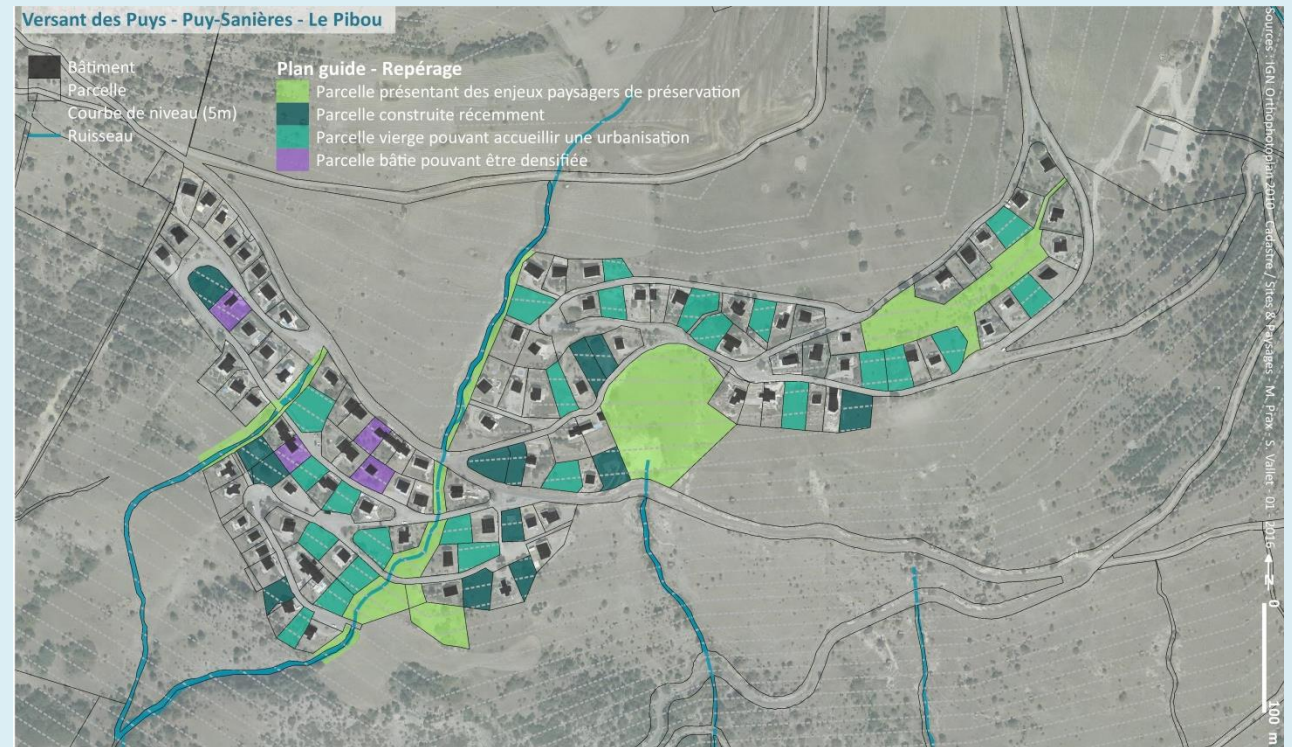 Versant des Puys - Puy-Sanières - Le Pibou
Bâtiment
Parcelle
Courbe de niveau (5m)
Ruisseau
Plan guide - Repérage
Parcelle présentant des enjeux paysagers de préservation
Parcelle construite récemment
Parcelle vierge pouvant accueillir une urbanisation
Parcelle bâtie pouvant être densifiée
Sources : IGN Orthophotoplan 2010 - Cadastre / Sites & Paysages - M. Prax - S. Vallet - 01 - 2016
N
0
100 m